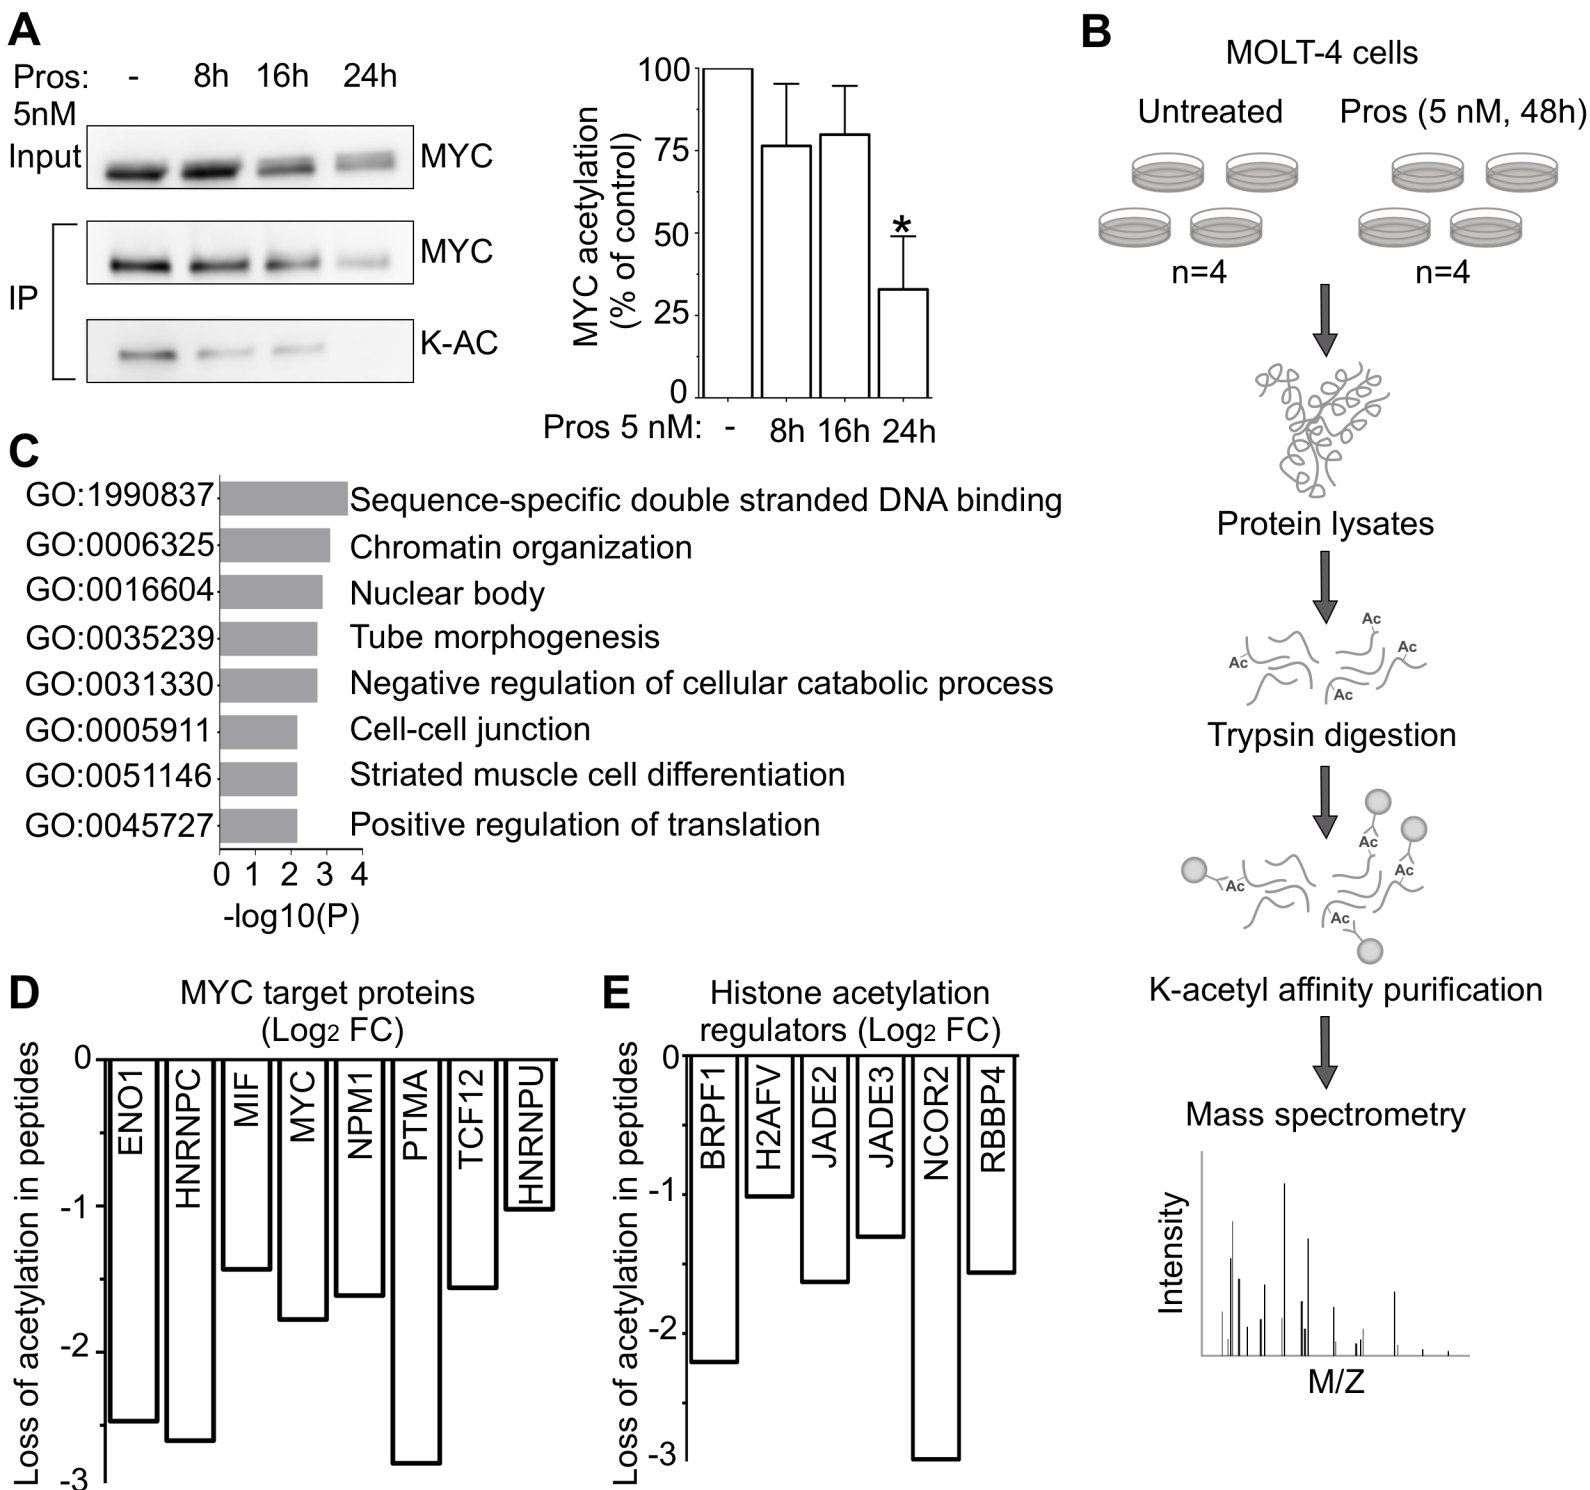 A
Pros: - 8h 16h 24h
5nM
Input MYC
IP
MYC
K-AC
MYC acetylation
(% of control)
100
75
50
25
0
*
Pros 5 nM: - 8h 16h 24h
B
MOLT-4 cells
Untreated Pros (5 nM, 48h)
n=4 n=4
Protein lysates
Ac
Ac
Ac
Ac
Trypsin digestion
Ac
Ac
Ac
Ac
K-acetyl affinity purification
Mass spectrometry
Intensity
M/Z
C
GO:1990837 Sequence-specific double stranded DNA binding
GO:0006325 Chromatin organization
GO:0016604 Nuclear body
GO:0035239 Tube morphogenesis
GO:0031330 Negative regulation of cellular catabolic process
GO:0005911 Cell-cell junction
GO:0051146 Striated muscle cell differentiation
GO:0045727 Positive regulation of translation
0 1 2 3 4
-log10(P)
D
MYC target proteins
(Log2 FC)
Loss of acetylation in peptides
0
-1
-2
-3
ENO1
HNRNPC
MIF
MYC
NPM1
PTMA
TCF12
HNRNPU
E
Histone acetylation
regulators (Log2 FC)
Loss of acetylation in peptides
0
-1
-2
-3
BRPF1
H2AFV
JADE2
JADE3
NCOR2
RBBP4